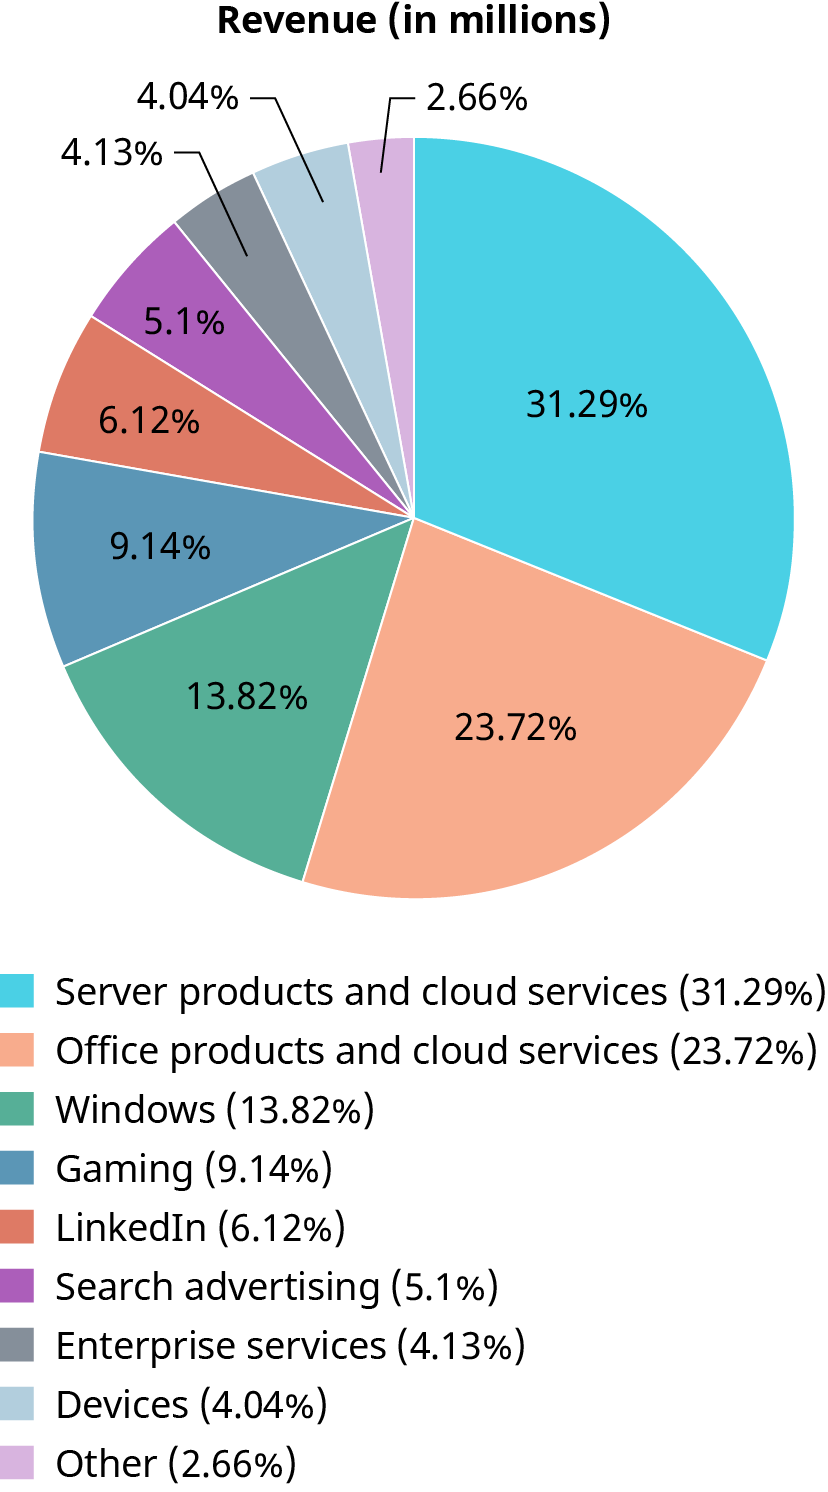 Revenue (in millions)
4.04%
2.66%
4.13%
5.1%
31.29%
6.12%
9.14%
13.82%
23.72%
Server products and cloud services (31.29%)
Office products and cloud services (23.72%)
Windows (13.82%)
Gaming (9.14%)
LinkedIn (6.12%)
Search advertising (5.1%)
Enterprise services (4.13%)
Devices (4.04%)
Other (2.66%)